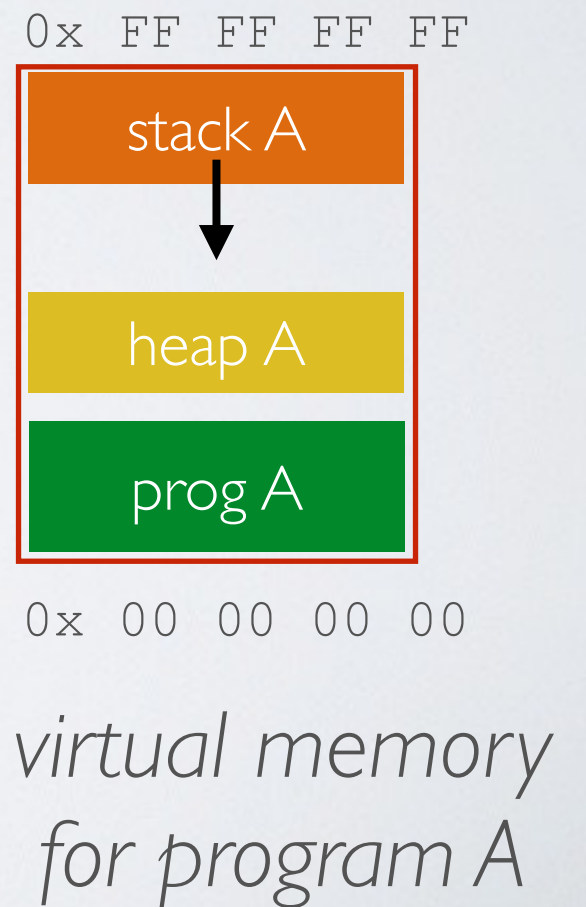 0x FF FF FF FF
stack A
heap A
prog A
0x 00 00 00 00
virtual memory
for program A